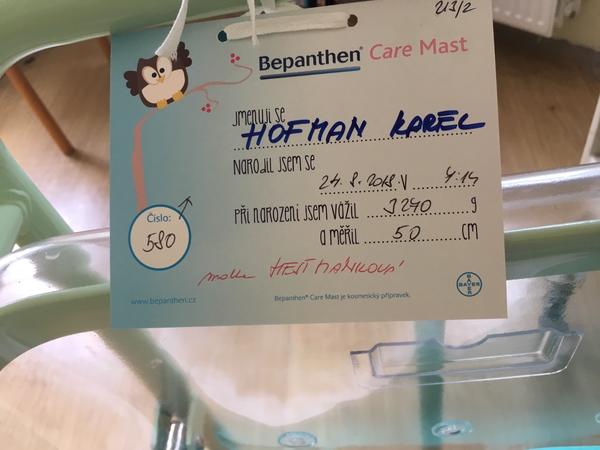 213/2
Bepanthen® Care Mast
Jmenuji se
HOFMAN KAREL
NARODIL JSEM SE
24. 8. 2018 V 4:14
PŘI NAROZENÍ JSEM VÁŽIL 3240 g
A MĚŘIL 50 CM
Číslo:
580
matka HEŘMÁNKOVÁ
www.bepanthen.cz
Bepanthen® Care Mast je kosmetický přípravek.
BAYER